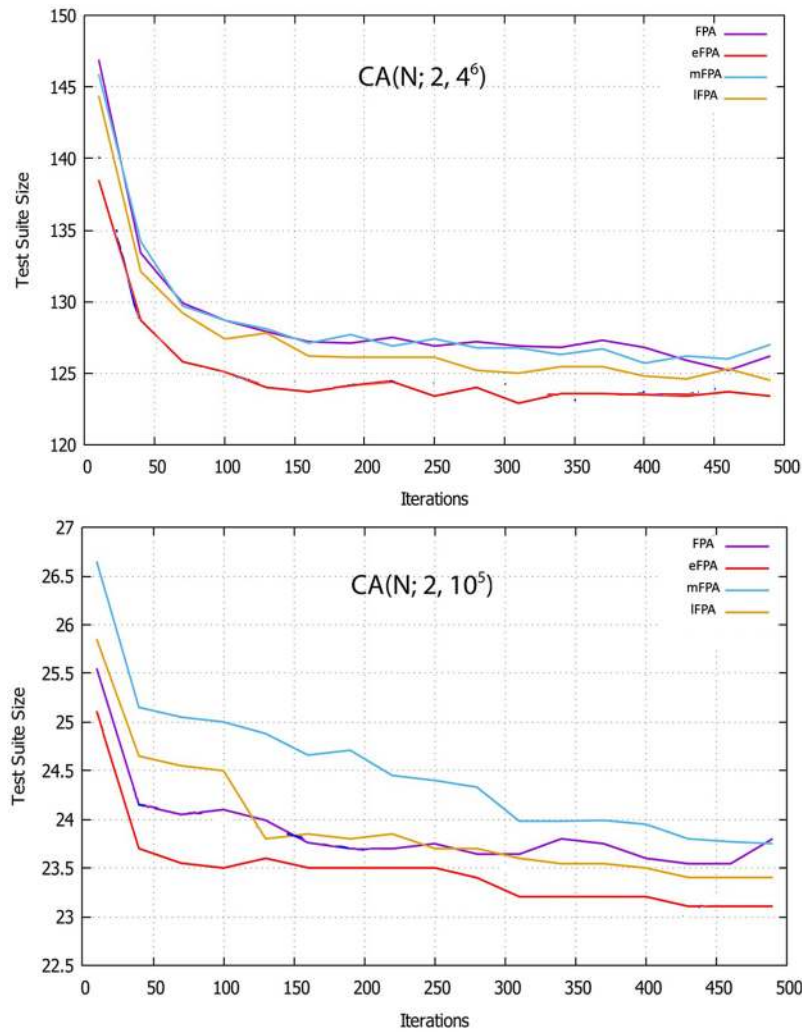 150
145
140
135
130
125
120
Test Suite Size
CA(N; 2, 4⁶)
FPA
eFPA
mFPA
lFPA
0 50 100 150 200 250 300 350 400 450 500
Iterations
27
26.5
26
25.5
25
24.5
24
23.5
23
22.5
Test Suite Size
CA(N; 2, 10⁵)
FPA
eFPA
mFPA
lFPA
0 50 100 150 200 250 300 350 400 450 500
Iterations